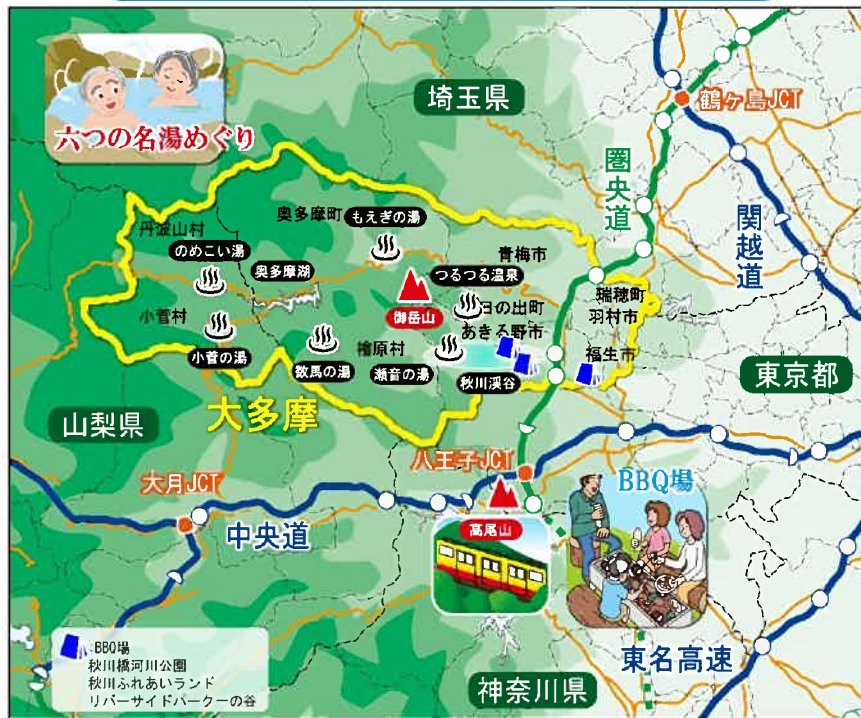 六つの名湯めぐり
埼玉県
鶴ヶ島JCT
圏央道
関越道
奥多摩町
もえぎの湯
丹波山村
のめこい湯
奥多摩湖
青梅市
つるつる温泉
御岳山
日の出町
瑞穂町
羽村市
小菅村
あきる野市
小菅の湯
数馬の湯
檜原村
瀬音の湯
秋川渓谷
福生市
東京都
大多摩
山梨県
八王子JCT
大月JCT
中央道
高尾山
BBQ場
BBQ場
秋川橋河川公園
秋川ふれあいランド
リバーサイドパーク一の谷
東名高速
神奈川県